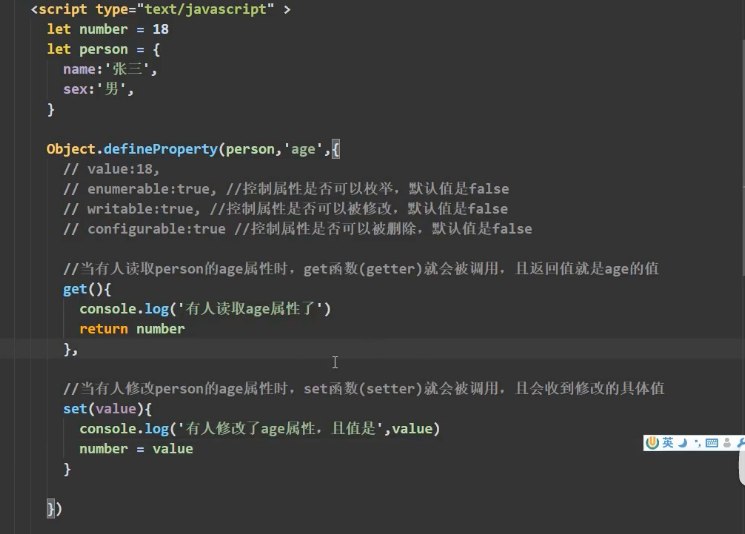 <script type="text/javascript" >
let number = 18
let person = {
name:'张三',
sex:'男',
}
Object.defineProperty(person,'age',{
// value:18,
// enumerable:true, //控制属性是否可以枚举，默认值是false
// writable:true, //控制属性是否可以被修改，默认值是false
// configurable:true //控制属性是否可以被删除，默认值是false
//当有人读取person的age属性时，get函数(getter)就会被调用，且返回值就是age的值
get(){
console.log('有人读取age属性了')
return number
},
//当有人修改person的age属性时，set函数(setter)就会被调用，且会收到修改的具体值
set(value){
console.log('有人修改了age属性，且值是',value)
number = value
}
})
英